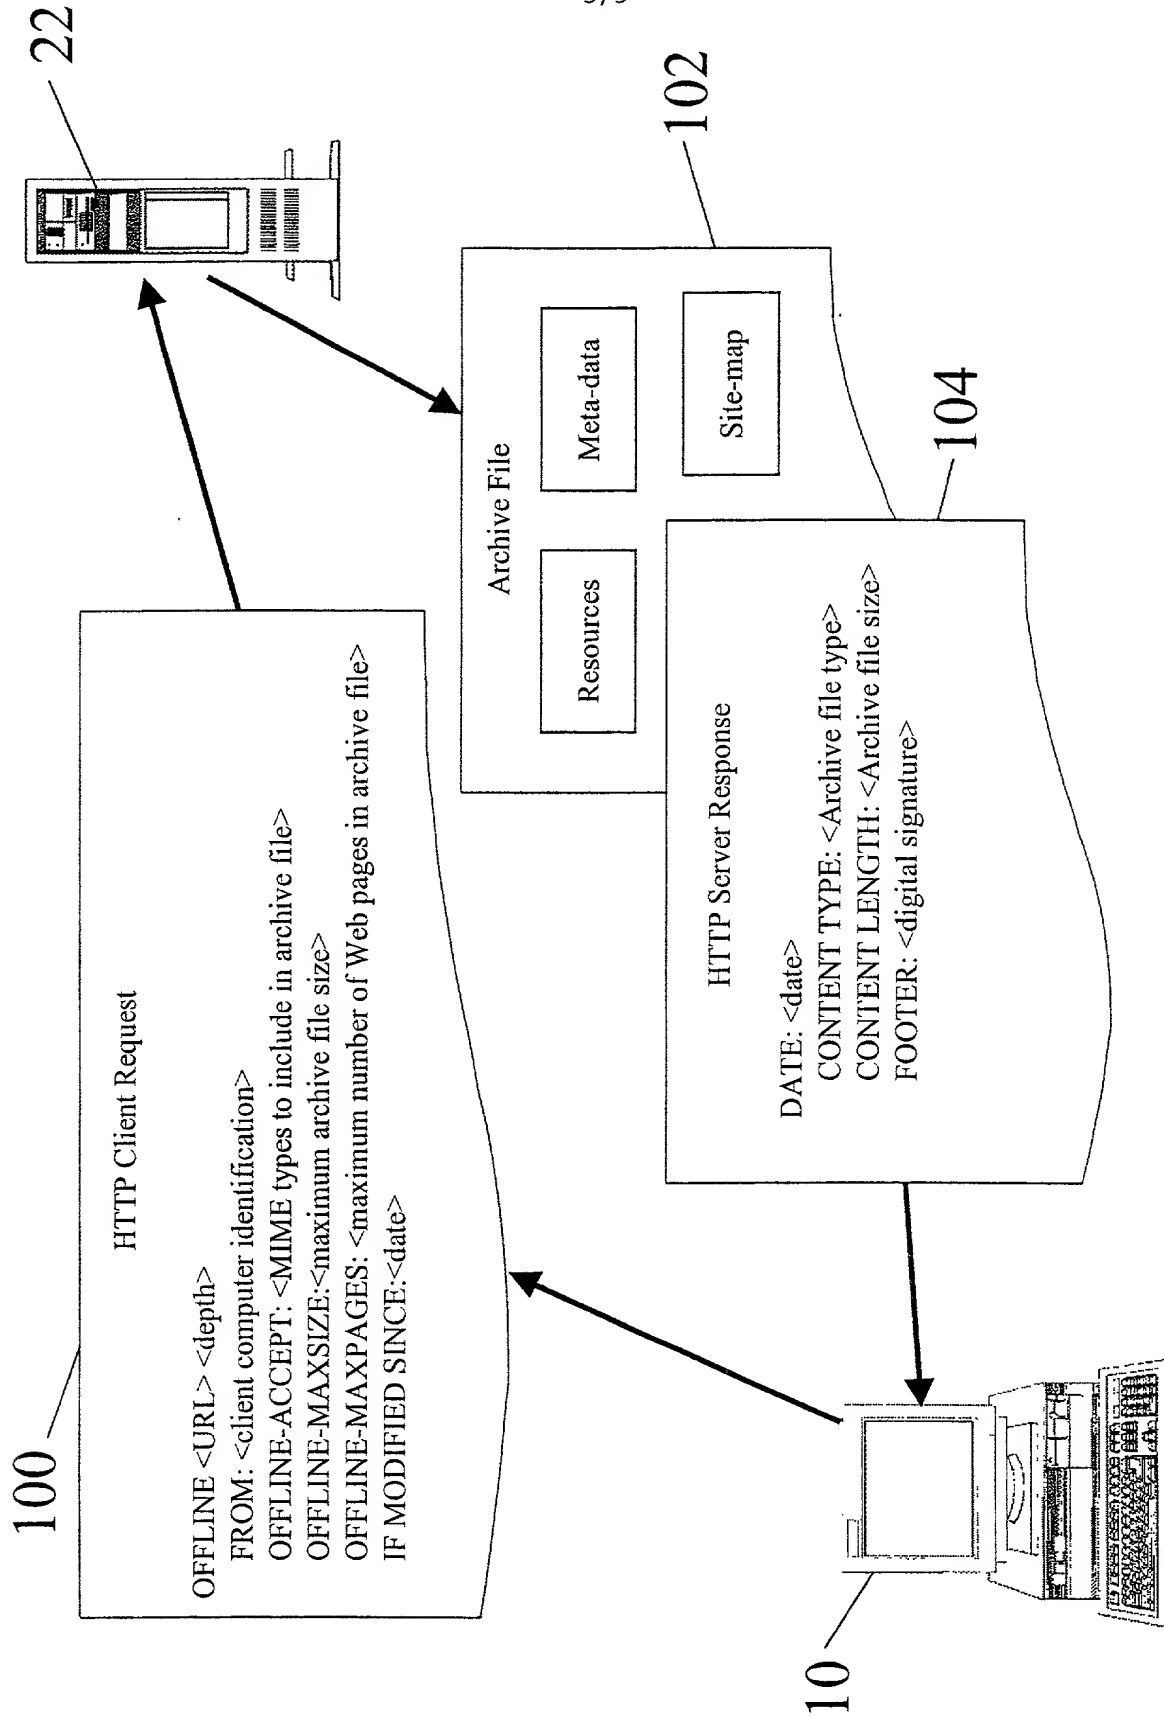 100
HTTP Client Request
OFFLINE <URL> <depth>
FROM: <client computer identification>
OFFLINE-ACCEPT: <MIME types to include in archive file>
OFFLINE-MAXSIZE:<maximum archive file size>
OFFLINE-MAXPAGES: <maximum number of Web pages in archive file>
IF MODIFIED SINCE:<date>
22
Archive File
Resources
Meta-data
Site-map
102
HTTP Server Response
DATE: <date>
CONTENT TYPE: <Archive file type>
CONTENT LENGTH: <Archive file size>
FOOTER: <digital signature>
104
10